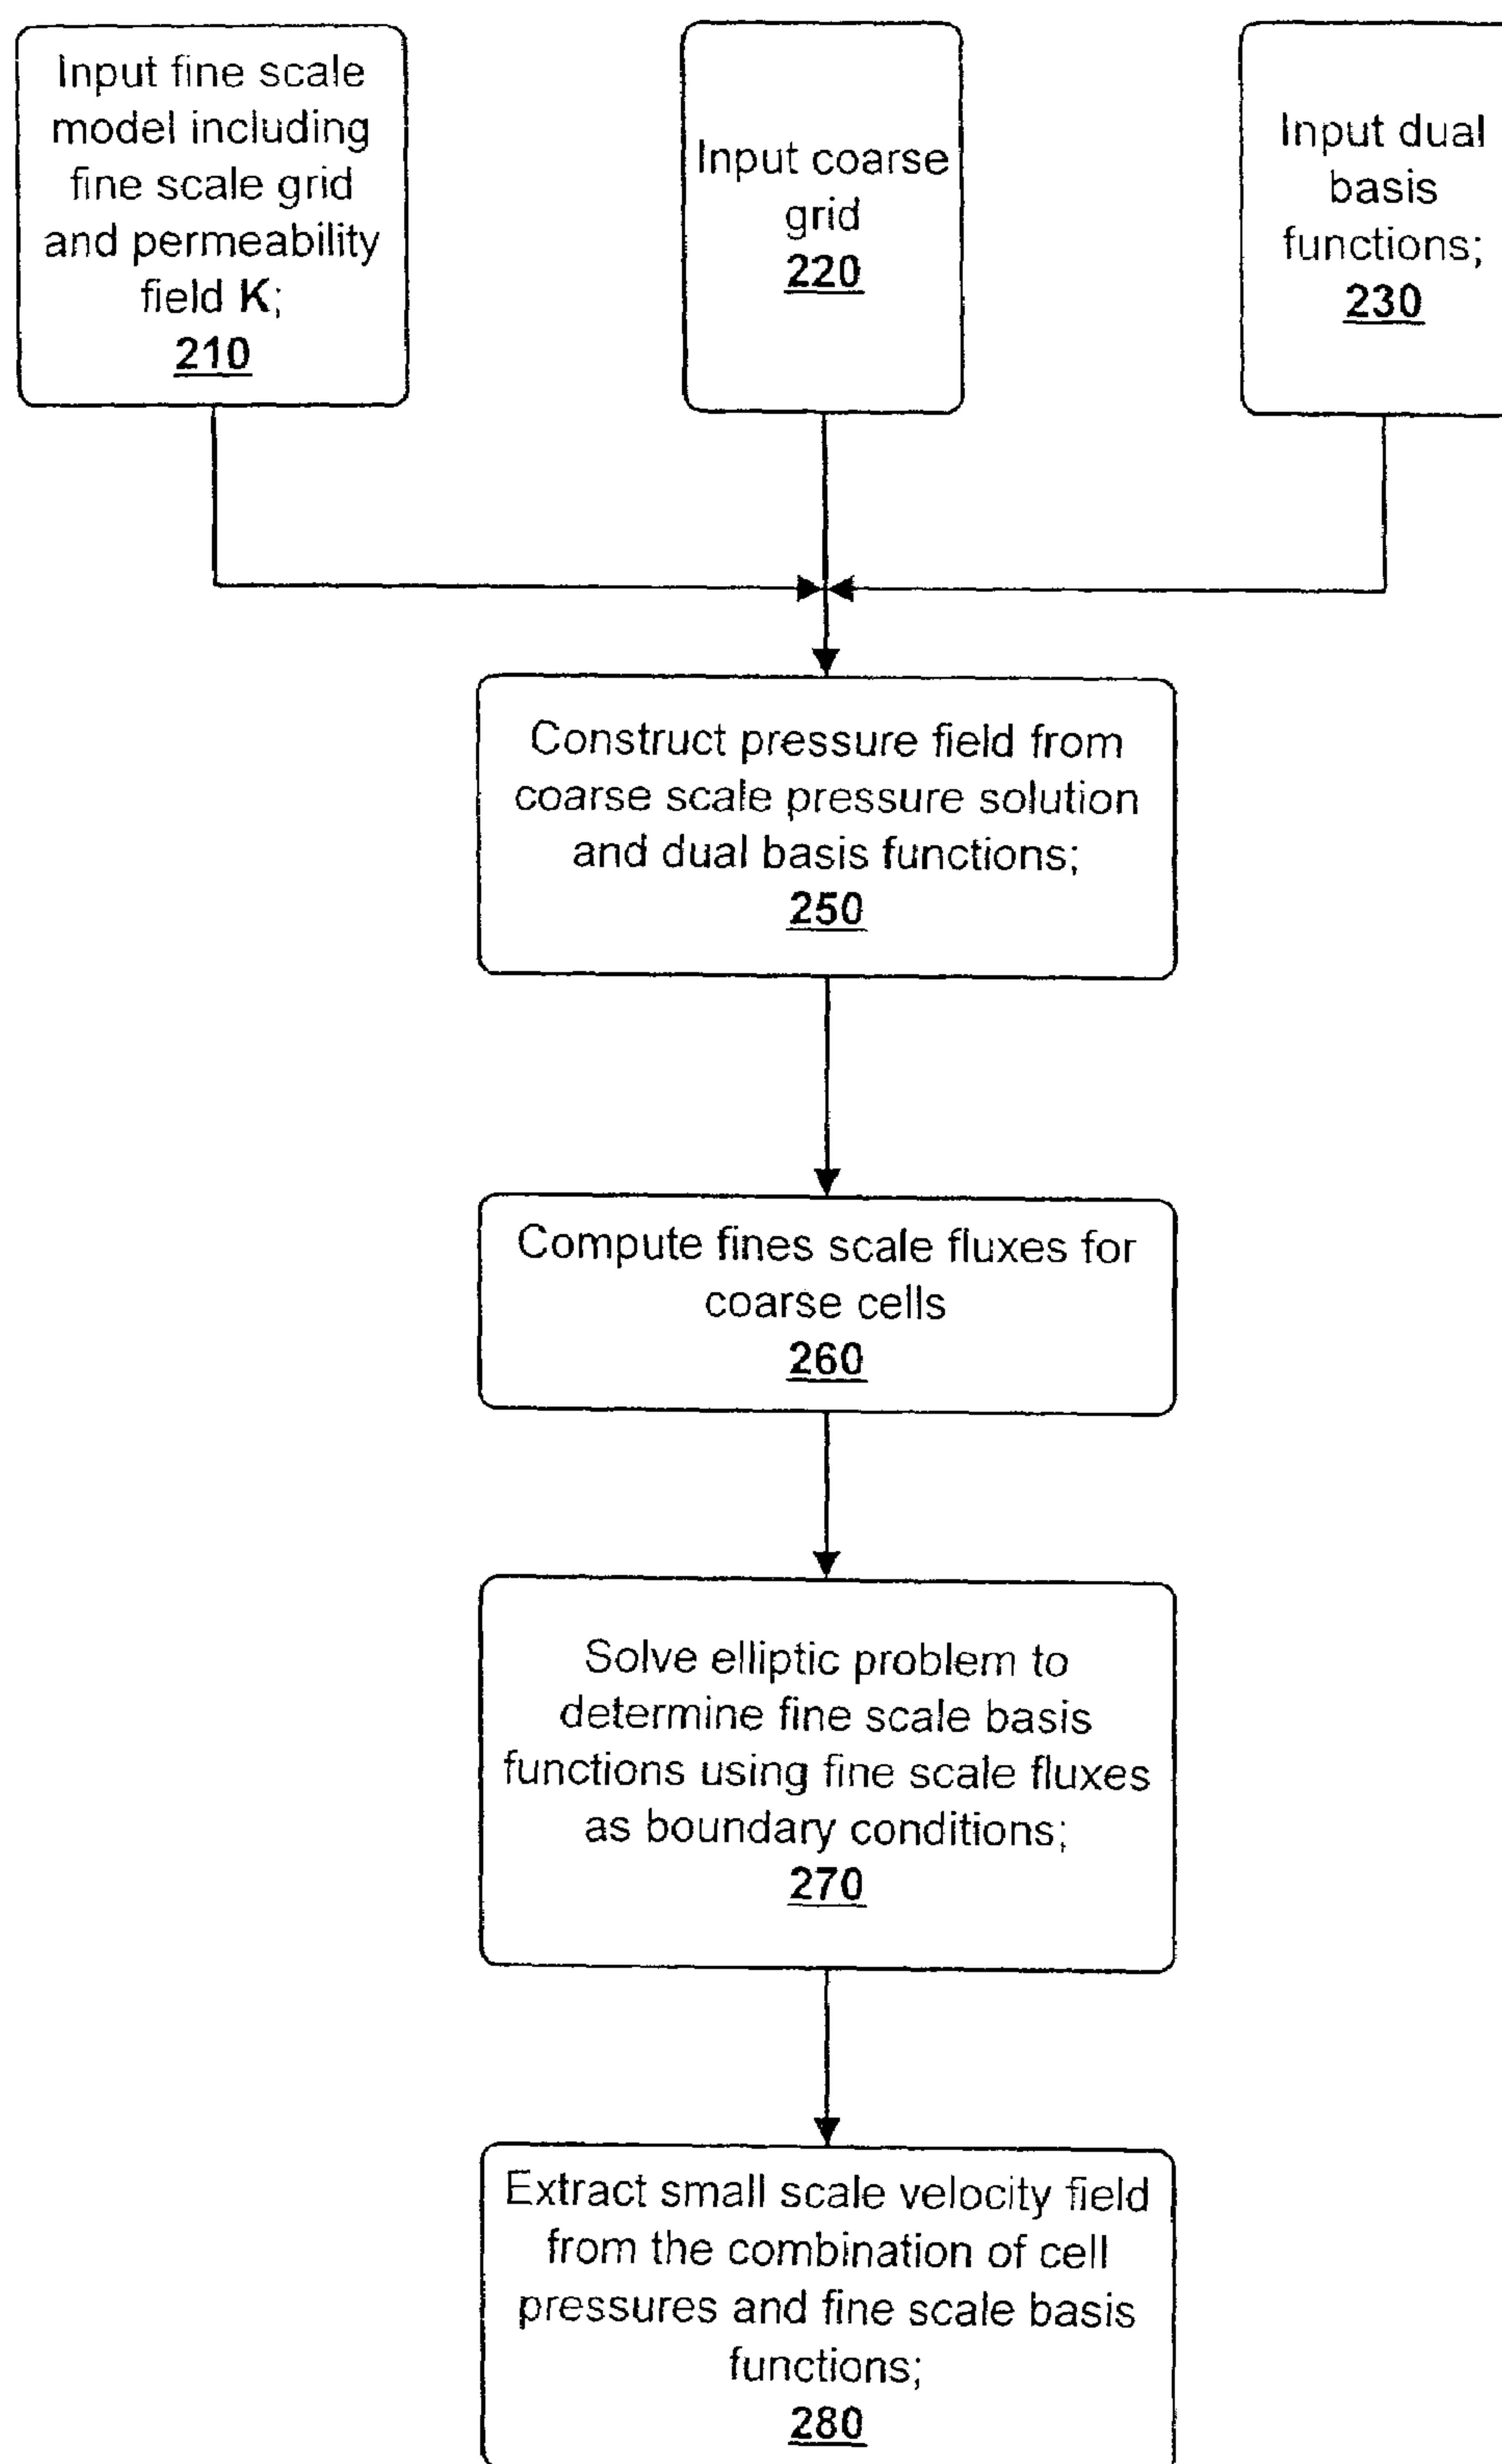 Input fine scale
model including
fine scale grid
and permeability
field K;
210
Input coarse
grid
220
Input dual
basis
functions;
230
Construct pressure field from
coarse scale pressure solution
and dual basis functions;
250
Compute fines scale fluxes for
coarse cells
260
Solve elliptic problem to
determine fine scale basis
functions using fine scale fluxes
as boundary conditions;
270
Extract small scale velocity field
from the combination of cell
pressures and fine scale basis
functions;
280